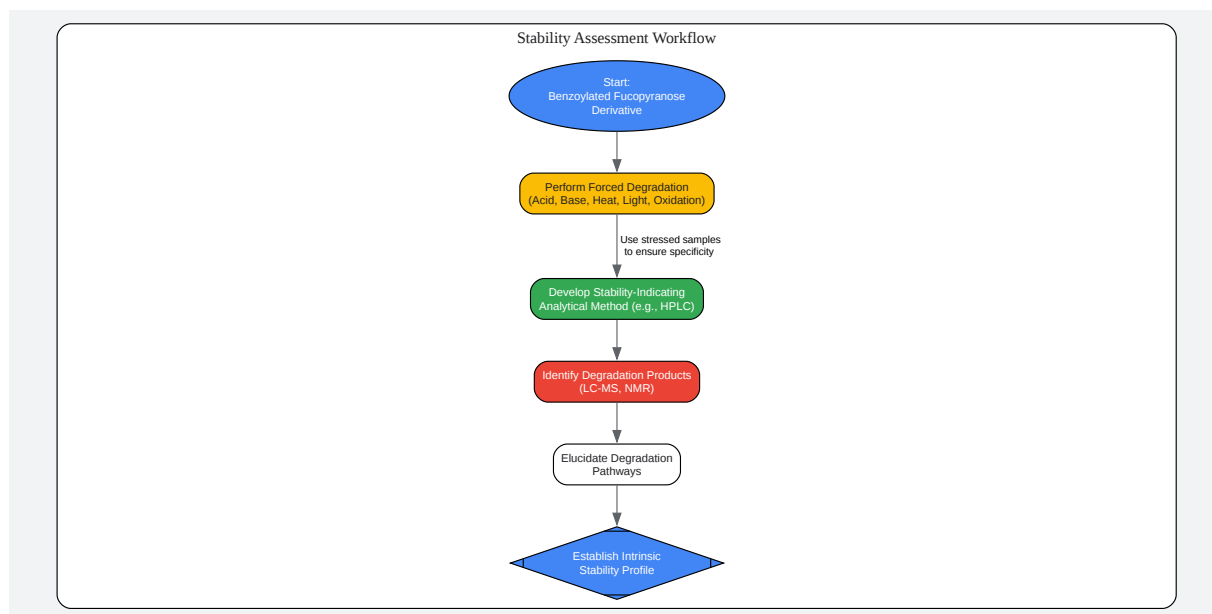 Stability Assessment Workflow
Start:
Benzoylated Fucopyranose
Derivative
Perform Forced Degradation
(Acid, Base, Heat, Light, Oxidation)
Use stressed samples
to ensure specificity
Develop Stability-Indicating
Analytical Method (e.g., HPLC)
Identify Degradation Products
(LC-MS, NMR)
Elucidate Degradation
Pathways
Establish Intrinsic
Stability Profile